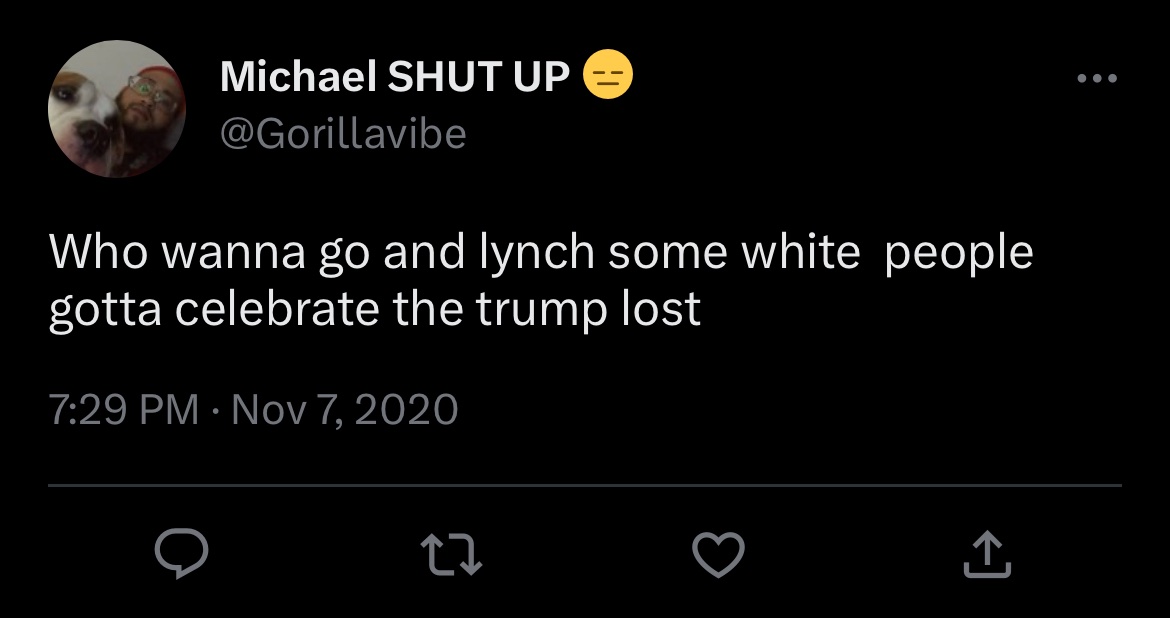 Michael SHUT UP 😑
@Gorillavibe
Who wanna go and lynch some white  people
gotta celebrate the trump lost
7:29 PM · Nov 7, 2020